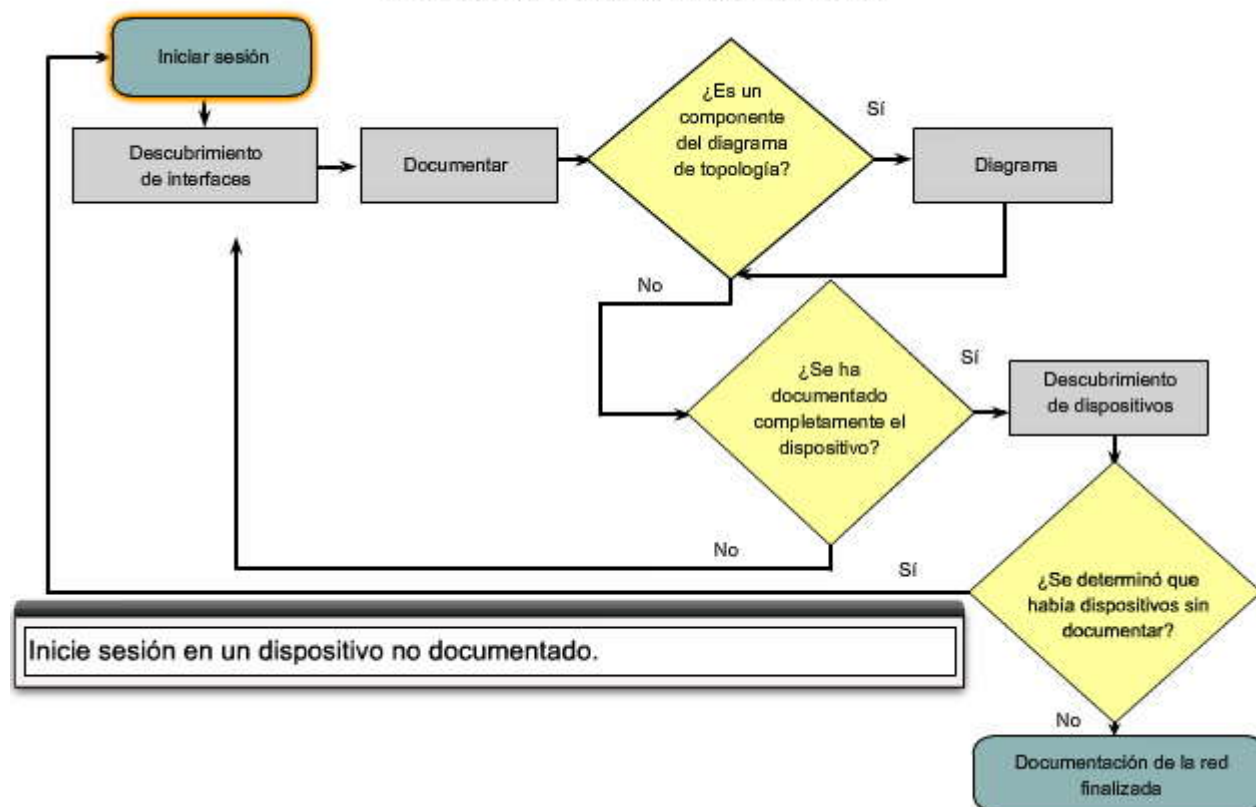 Iniciar sesión
Descubrimiento
de interfaces
Documentar
¿Es un
componente
del diagrama
de topología?
Sí
Diagrama
No
¿Se ha
documentado
completamente el
dispositivo?
Sí
Descubrimiento
de dispositivos
No
Sí
¿Se determinó que
había dispositivos sin
documentar?
Inicie sesión en un dispositivo no documentado.
No
Documentación de la red
finalizada